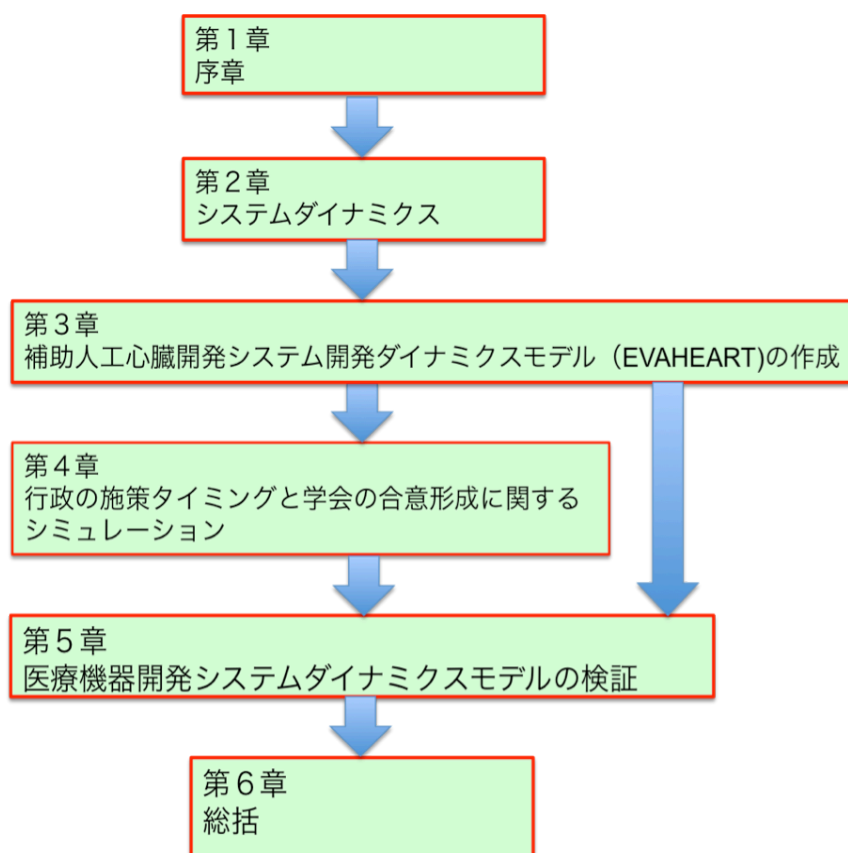 第１章
序章
第２章
システムダイナミクス
第３章
補助人工心臓開発システム開発ダイナミクスモデル（EVAHEART)の作成
第４章
行政の施策タイミングと学会の合意形成に関する
シミュレーション
第５章
医療機器開発システムダイナミクスモデルの検証
第６章
総括